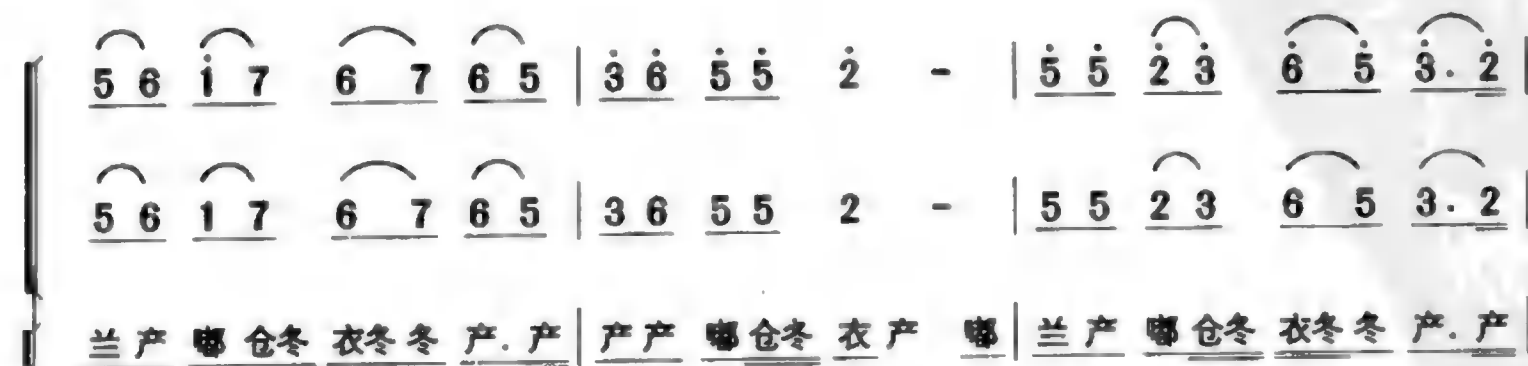 5 6 i 7 6 7 6 5 | 3̇ 6̇ 5̇ 5̇ 2̇ - | 5̇ 5̇ 2̇ 3̇ 6̇ 5̇ 3̇. 2̇ |
5 6 1 7 6 7 6 5 | 3 6 5 5 2 - | 5 5 2 3 6 5 3. 2
兰产 嘟仓冬 衣冬冬 产.产 | 产产 嘟仓冬 衣产 嘟 | 兰产 嘟仓冬 衣冬冬 产.产 |